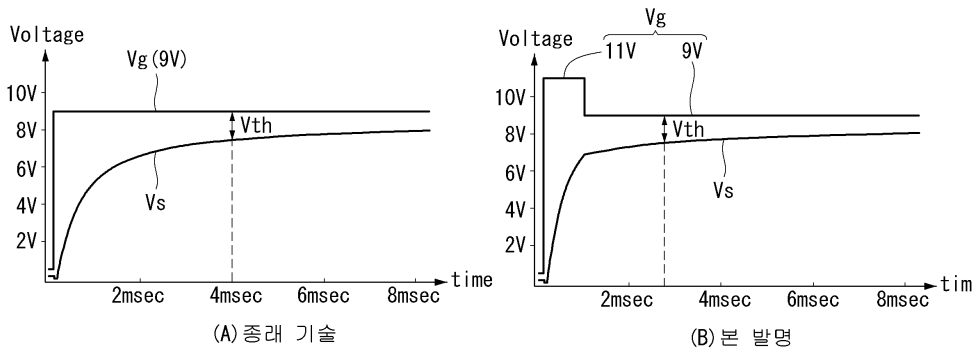 Voltage
Vg(9V)
10V
8V
6V
4V
2V
Vth
Vs
time
2msec 4msec 6msec 8msec
(A)종래 기술
Vg
Voltage
11V 9V
10V
8V
6V
4V
2V
Vth
Vs
tim
2msec 4msec 6msec 8msec
(B)본 발명